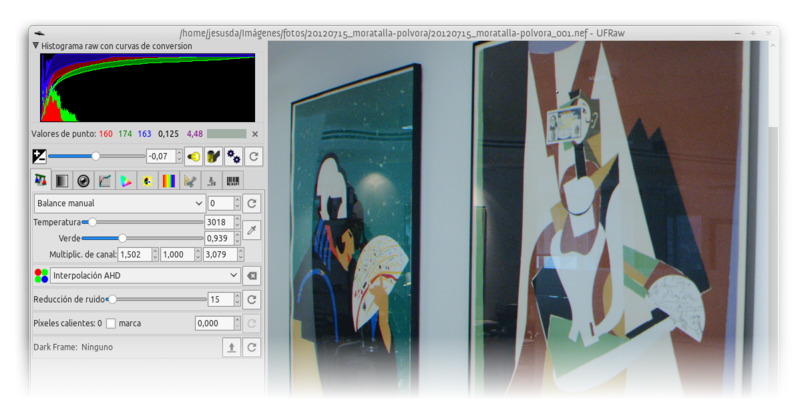 /home/jesusda/Imágenes/fotos/20120715_moratalla-polvora/20120715_moratalla-polvora_001.nef - UFRaw
Histograma raw con curvas de conversion
Valores de punto: 160 174 163 0,125 4,48
-0,07
Balance manual 0
Temperatura 3018
Verde 0,939
Multiplic. de canal: 1,502 1,000 3,079
Interpolación AHD
Reducción de ruido 15
Pixeles calientes: 0 marca 0,000
Dark Frame: Ninguno